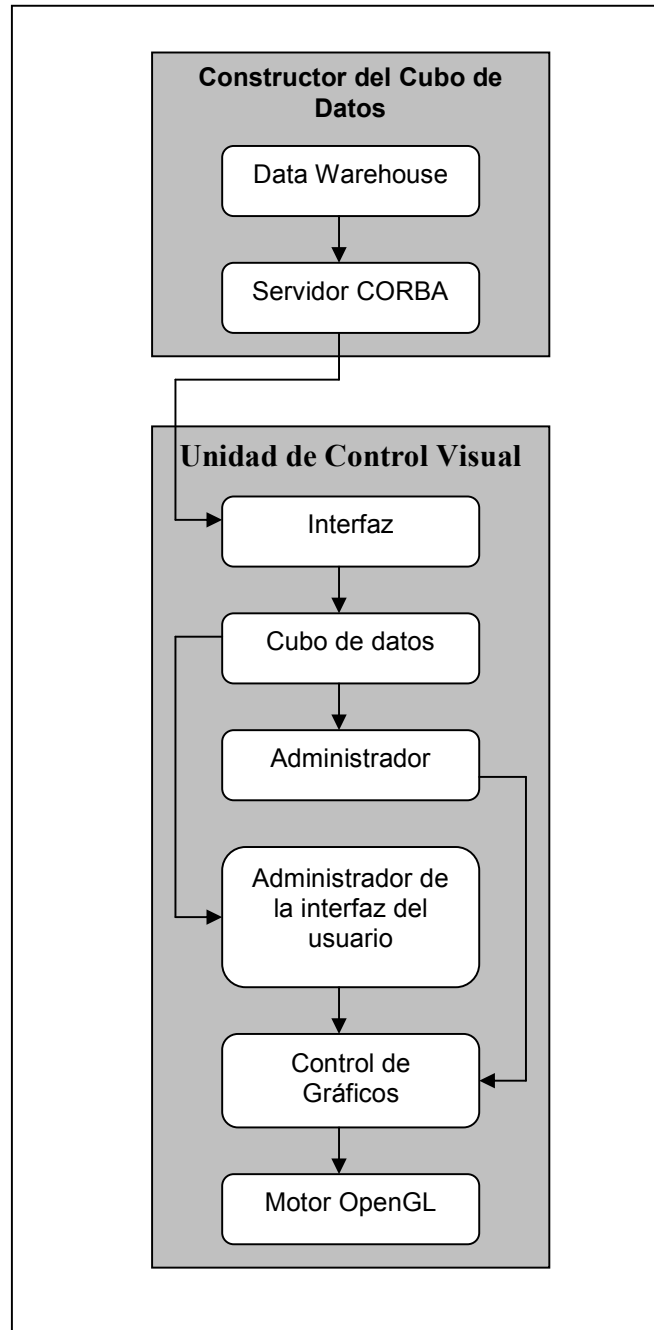 Constructor del Cubo de
Datos
Data Warehouse
Servidor CORBA
Unidad de Control Visual
Interfaz
Cubo de datos
Administrador
Administrador de
la interfaz del
usuario
Control de
Gráficos
Motor OpenGL